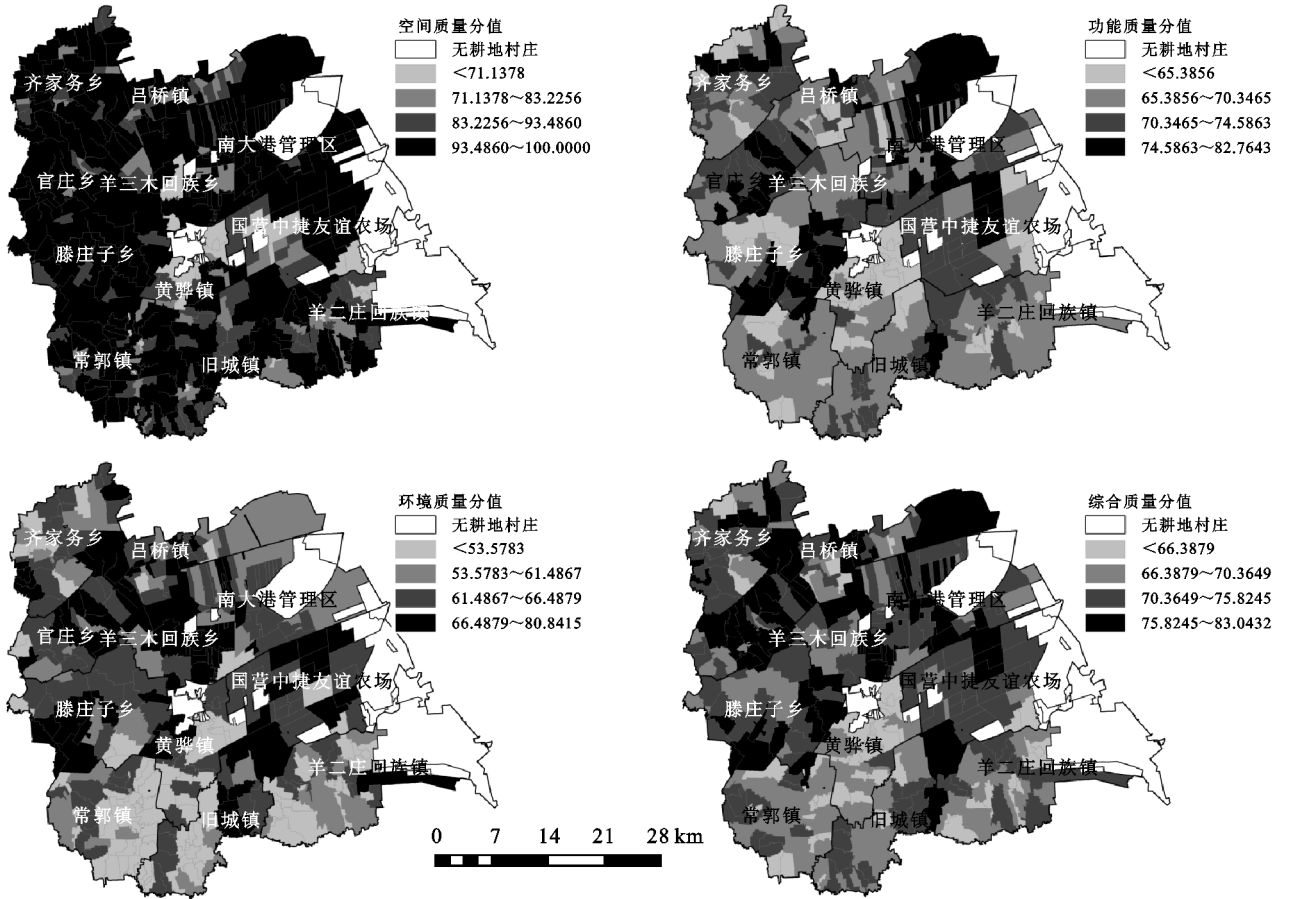 空间质量分值
无耕地村庄
＜71.1378
71.1378～83.2256
83.2256～93.4860
93.4860～100.0000
齐家务乡
吕桥镇
南大港管理区
官庄乡
羊三木回族乡
国营中捷友谊农场
滕庄子乡
黄骅镇
羊二庄回族镇
常郭镇
旧城镇
功能质量分值
无耕地村庄
＜65.3856
65.3856～70.3465
70.3465～74.5863
74.5863～82.7643
齐家务乡
吕桥镇
南大港管理区
官庄乡
羊三木回族乡
国营中捷友谊农场
滕庄子乡
黄骅镇
羊二庄回族镇
常郭镇
旧城镇
环境质量分值
无耕地村庄
＜53.5783
53.5783～61.4867
61.4867～66.4879
66.4879～80.8415
齐家务乡
吕桥镇
南大港管理区
官庄乡
羊三木回族乡
国营中捷友谊农场
滕庄子乡
黄骅镇
羊二庄回族镇
常郭镇
旧城镇
综合质量分值
无耕地村庄
＜66.3879
66.3879～70.3649
70.3649～75.8245
75.8245～83.0432
齐家务乡
吕桥镇
南大港管理区
羊三木回族乡
国营中捷友谊农场
滕庄子乡
黄骅镇
羊二庄回族镇
常郭镇
旧城镇
0 7 14 21 28 km